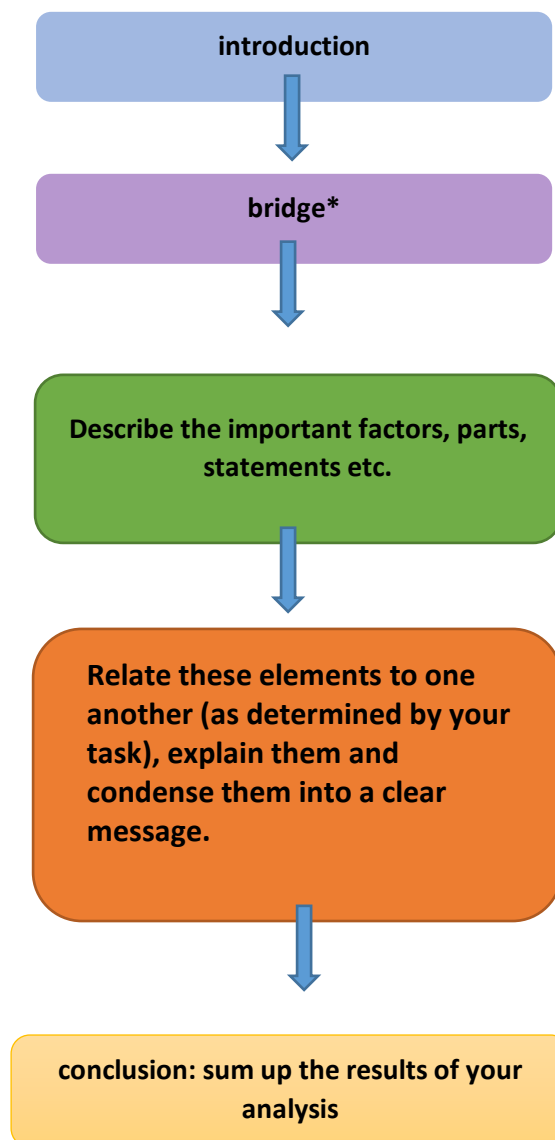 introduction
bridge*
Describe the important factors, parts,
statements etc.
Relate these elements to one
another (as determined by your
task), explain them and
condense them into a clear
message.
conclusion: sum up the results of your
analysis